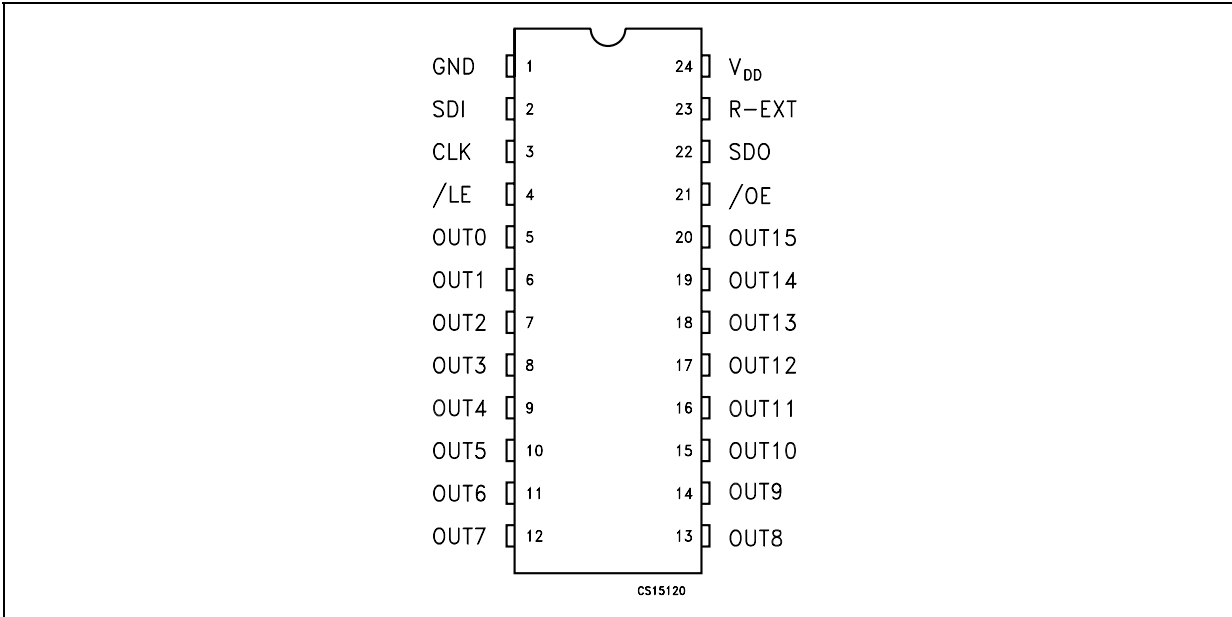 GND 1 24 VDD
SDI 2 23 R-EXT
CLK 3 22 SDO
/LE 4 21 /OE
OUT0 5 20 OUT15
OUT1 6 19 OUT14
OUT2 7 18 OUT13
OUT3 8 17 OUT12
OUT4 9 16 OUT11
OUT5 10 15 OUT10
OUT6 11 14 OUT9
OUT7 12 13 OUT8
CS15120